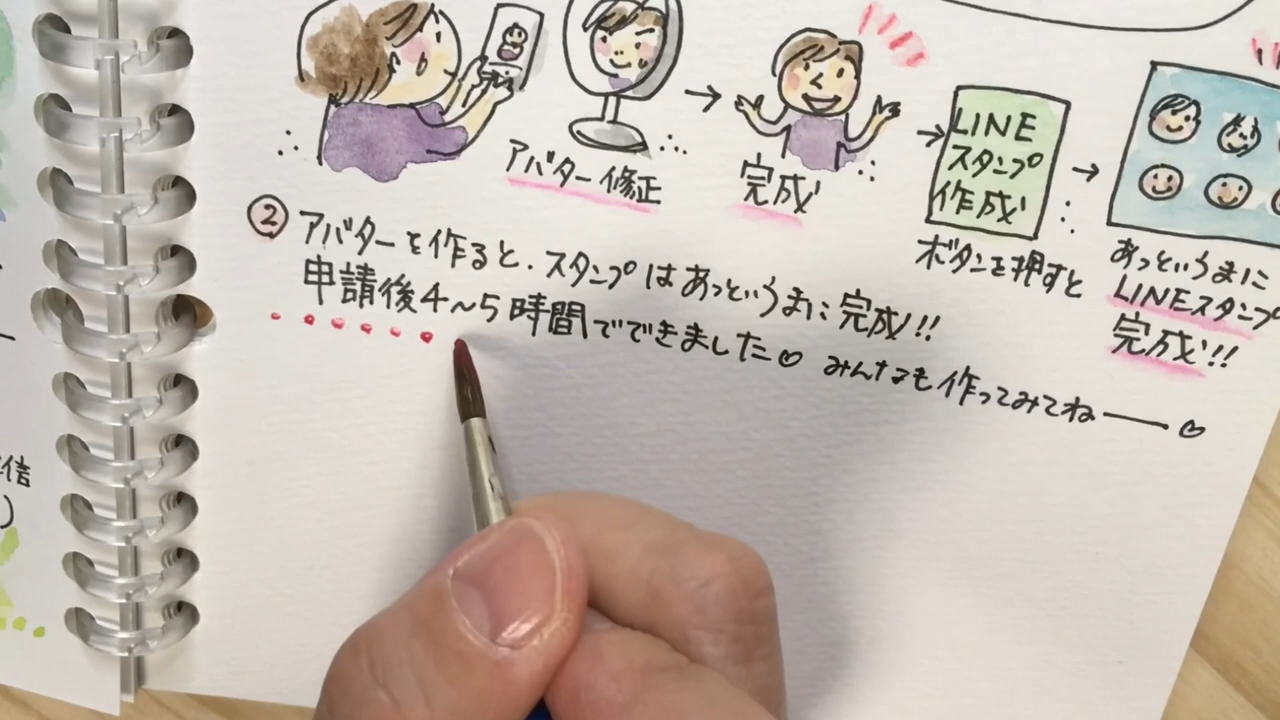 アバター修正
完成
LINE
スタンプ
作成
ボタンを押すと
あっというまに
LINEスタンプ
完成!!
② アバターを作ると、スタンプはあっというまに完成!!
申請後4~5時間でできました♡ みんなも作ってみてねー♡
信
)